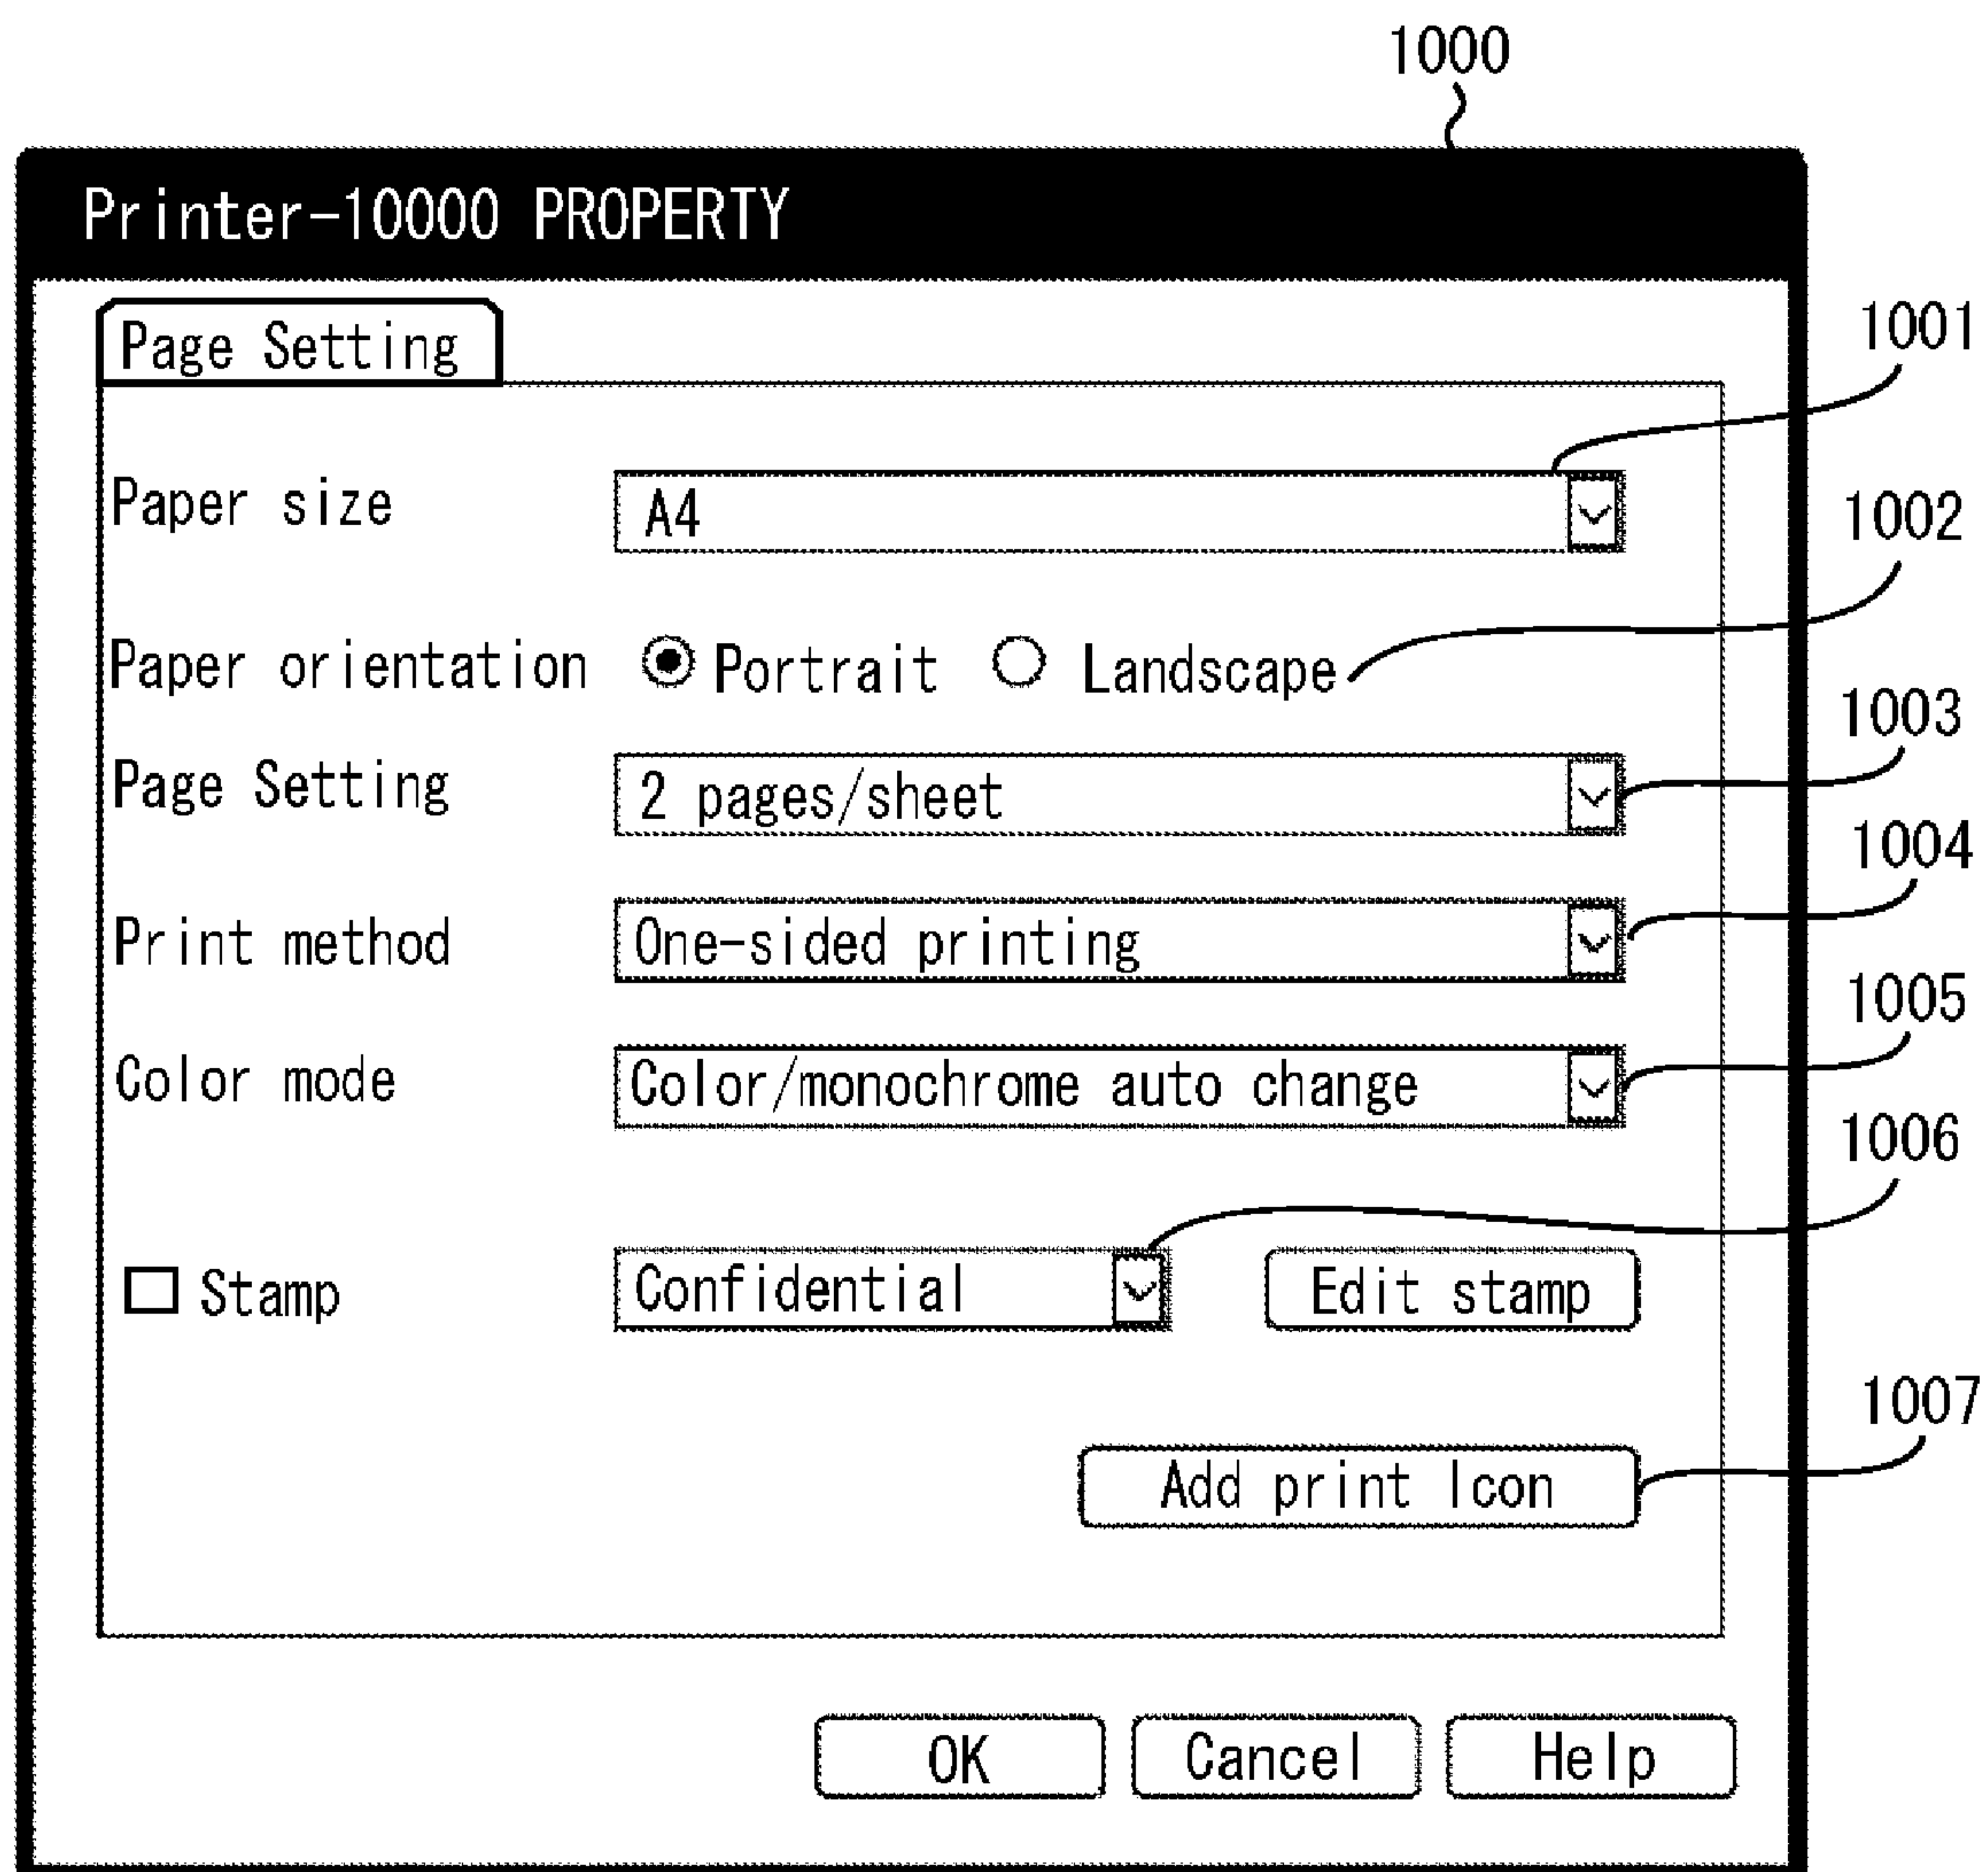 1000
Printer-10000 PROPERTY
Page Setting
1001
Paper size A4
1002
Paper orientation Portrait Landscape
1003
Page Setting 2 pages/sheet
1004
Print method One-sided printing
1005
Color mode Color/monochrome auto change
1006
Stamp Confidential Edit stamp
1007
Add print Icon
OK Cancel Help